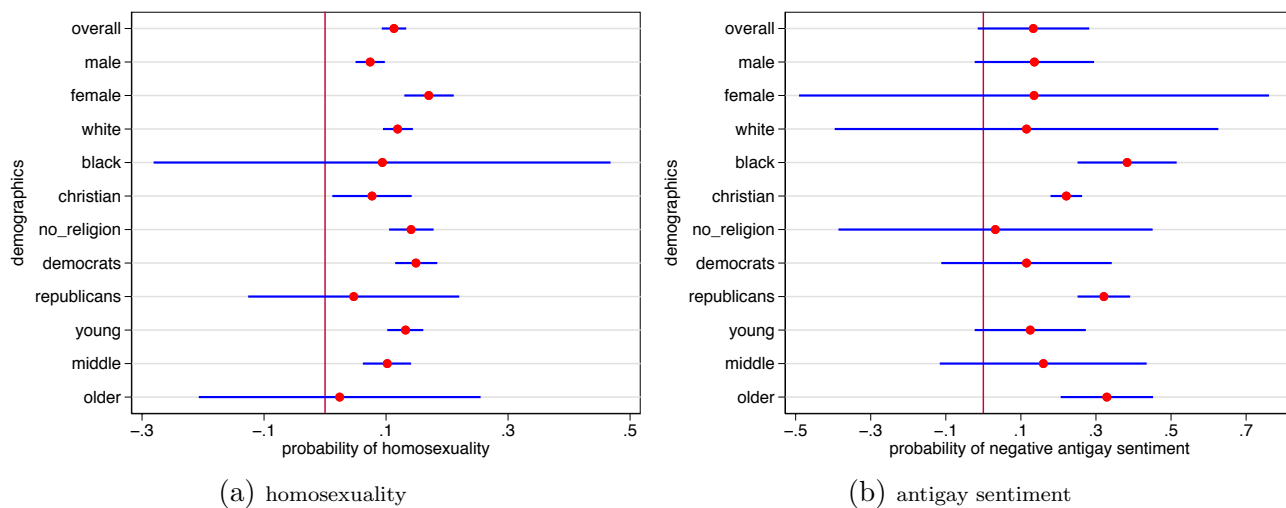 demographics
overall
male
female
white
black
christian
no_religion
democrats
republicans
young
middle
older
-.3 -.1 .1 .3 .5
probability of homosexuality
(a) homosexuality
demographics
overall
male
female
white
black
christian
no_religion
democrats
republicans
young
middle
older
-.5 -.3 -.1 .1 .3 .5 .7
probability of negative antigay sentiment
(b) antigay sentiment